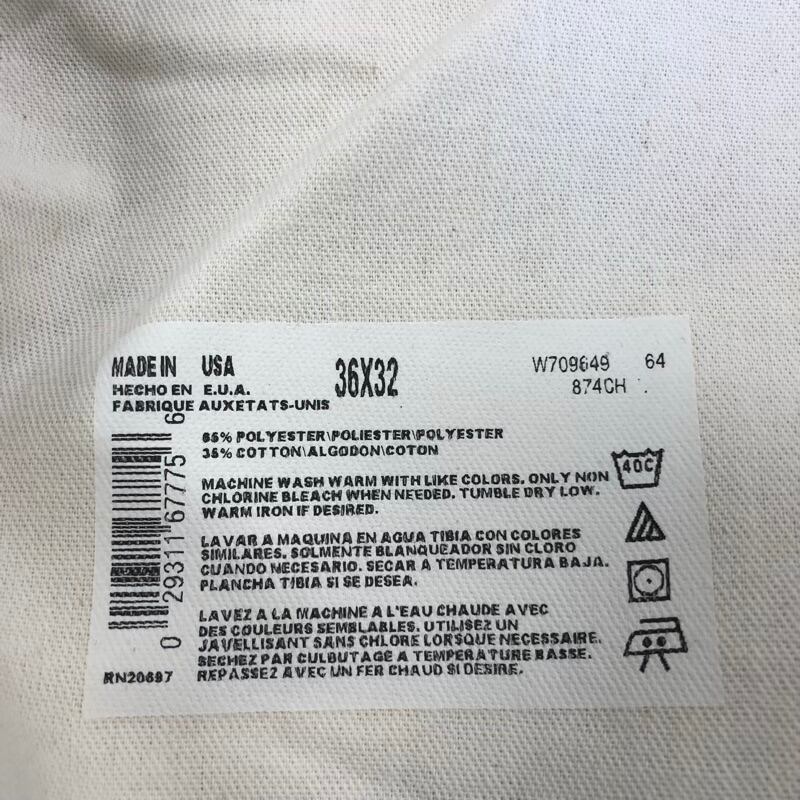 MADE IN USA 36X32 W709649 64
HECHO EN E.U.A. 874CH .
FABRIQUE AUXETATS-UNIS
65% POLYESTER\POLIESTER\POLYESTER
35% COTTON\ALGODON\COTON
MACHINE WASH WARM WITH LIKE COLORS. ONLY NON
CHLORINE BLEACH WHEN NEEDED. TUMBLE DRY LOW.
WARM IRON IF DESIRED.
40C
LAVAR A MAQUINA EN AGUA TIBIA CON COLORES
SIMILARES. SOLMENTE BLANQUEADOR SIN CLORO
CUANDO NECESARIO. SECAR A TEMPERATURA BAJA.
PLANCHA TIBIA SI SE DESEA.
LAVEZ A LA MACHINE A L'EAU CHAUDE AVEC
DES COULEURS SEMBLABLES. UTILISEZ UN
JAVELLISANT SANS CHLORE LORSQUE NECESSAIRE.
SECHEZ PAR CULBUTAGE A TEMPERATURE BASSE.
REPASSEZ AVEC UN FER CHAUD SI DESIRE.
0 29311 67775 6
RN20697